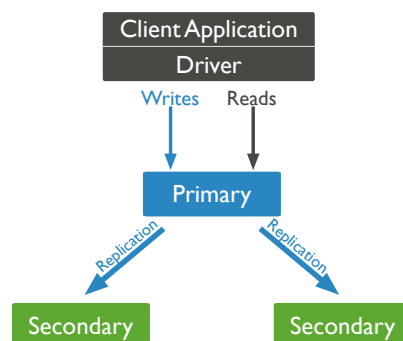 Client Application
Driver
Writes Reads
Primary
Replication Replication
Secondary Secondary